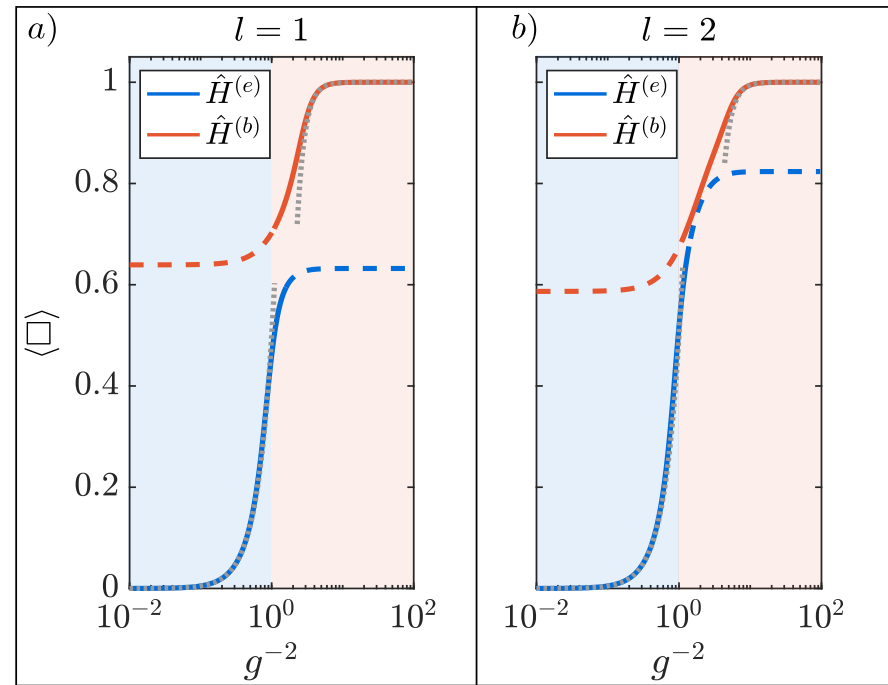 a) l = 1
Ĥ^(e)
Ĥ^(b)
1
0.8
0.6
0.4
0.2
0
⟨□⟩
10^-2 10^0 10^2
g^-2
b) l = 2
Ĥ^(e)
Ĥ^(b)
10^-2 10^0 10^2
g^-2